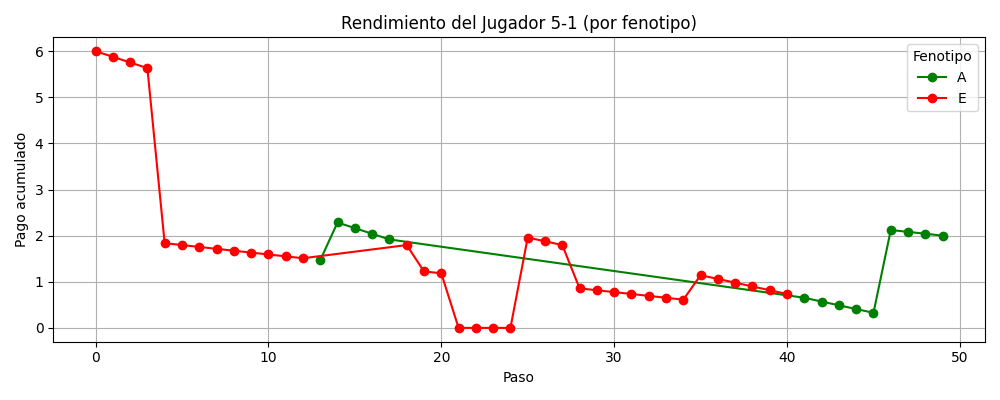 Rendimiento del Jugador 5-1 (por fenotipo)
Pago acumulado
6
5
4
3
2
1
0
Fenotipo
A
E
0 10 20 30 40 50
Paso